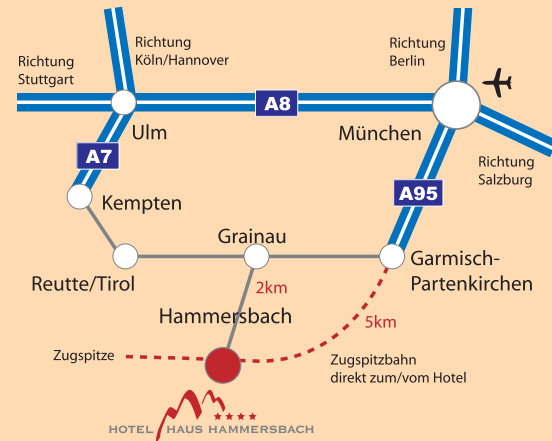 Richtung
Köln/Hannover
Richtung
Berlin
Richtung
Stuttgart
A8
Ulm
München
A7
Richtung
Salzburg
A95
Kempten
Grainau
Garmisch-
Partenkirchen
Reutte/Tirol
2km
Hammersbach
5km
Zugspitze
Zugspitzbahn
direkt zum/vom Hotel
HOTEL HAUS HAMMERSBACH